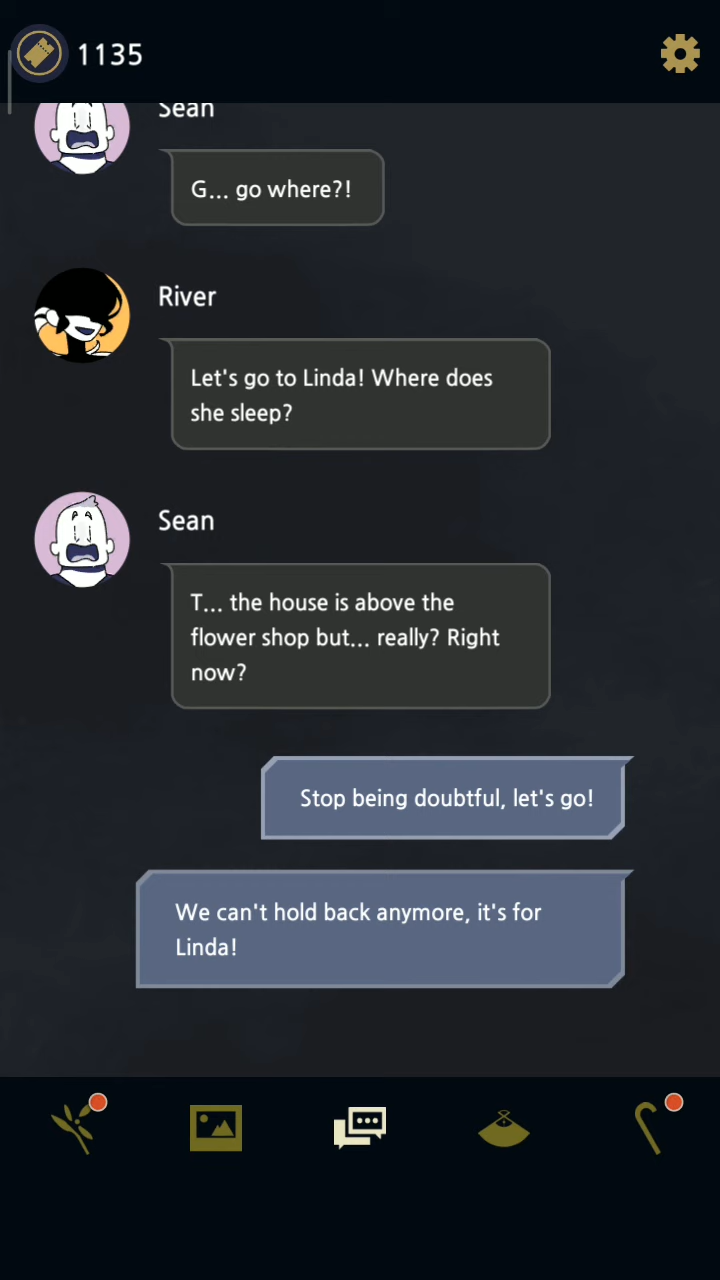 1135
Sean
G... go where?!
River
Let's go to Linda! Where does
she sleep?
Sean
T... the house is above the
flower shop but... really? Right
now?
Stop being doubtful, let's go!
We can't hold back anymore, it's for
Linda!